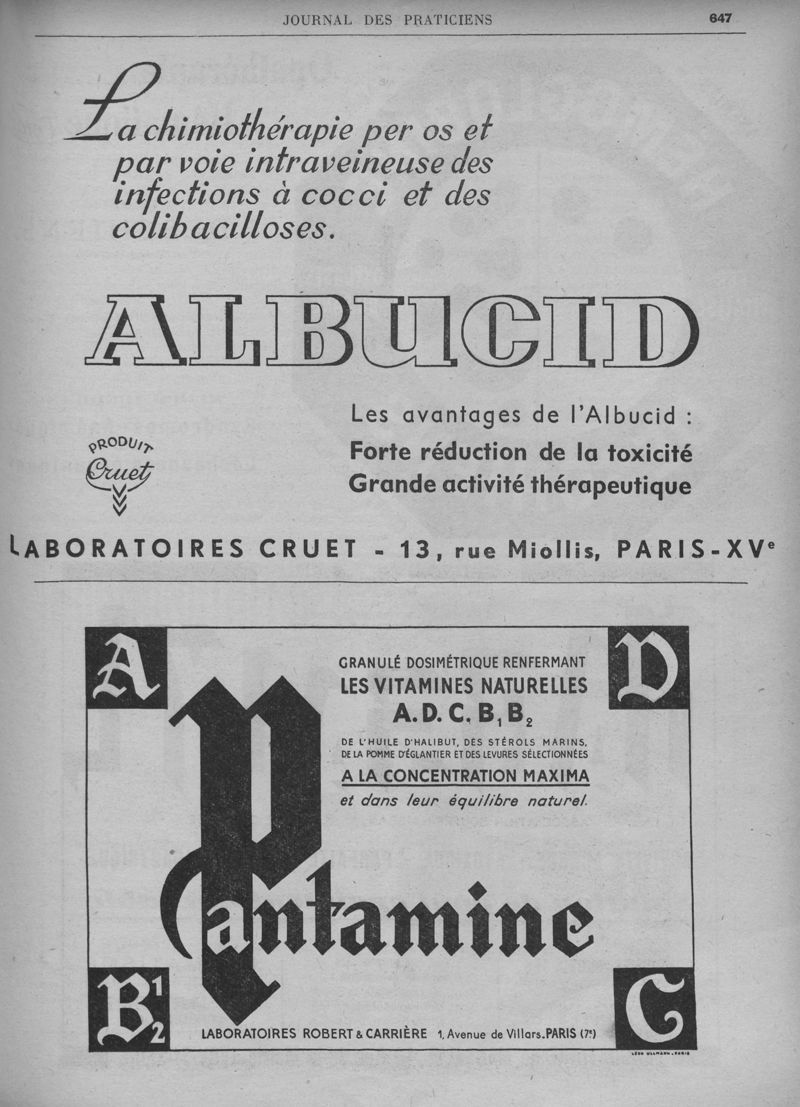 JOURNAL DES PRATICIENS 647
La chimiothérapie per os et
par voie intraveineuse des
infections à cocci et des
colibacilloses.
ALBUCID
Les avantages de l'Albucid :
Forte réduction de la toxicité
Grande activité thérapeutique
PRODUIT
Cruet
LABORATOIRES CRUET - 13, rue Miollis, PARIS-XVe
A
D
GRANULÉ DOSIMÉTRIQUE RENFERMANT
LES VITAMINES NATURELLES
A. D. C. B1 B2
DE L'HUILE D'HALIBUT, DES STÉROLS MARINS,
DE LA POMME D'ÉGLANTIER ET DES LEVURES SÉLECTIONNÉES
A LA CONCENTRATION MAXIMA
et dans leur équilibre naturel.
Pantamine
B 1 2
C
LABORATOIRES ROBERT & CARRIÈRE 1, Avenue de Villars_PARIS (7e)
LÉON ULLMANN - PARIS